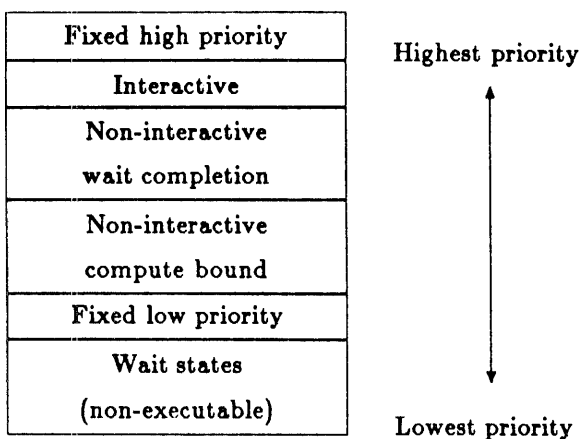 Fixed high priority
Interactive
Non-interactive
wait completion
Non-interactive
compute bound
Fixed low priority
Wait states
(non-executable)
Highest priority
Lowest priority